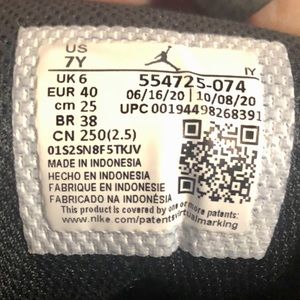 US
7Y
IY
UK 6
554725-074
EUR 40
06/16/20 10/08/20
cm 25
UPC 00194498268391
BR 38
CN 250(2.5)
01S2SN8F5TKJV
MADE IN INDONESIA
HECHO EN INDONESIA
FABRIQUE EN INDONESIE
FABRICADO NA INDONÉSIA
This product is covered by
one or more patents:
www.nike.com/patents
virtualmarking